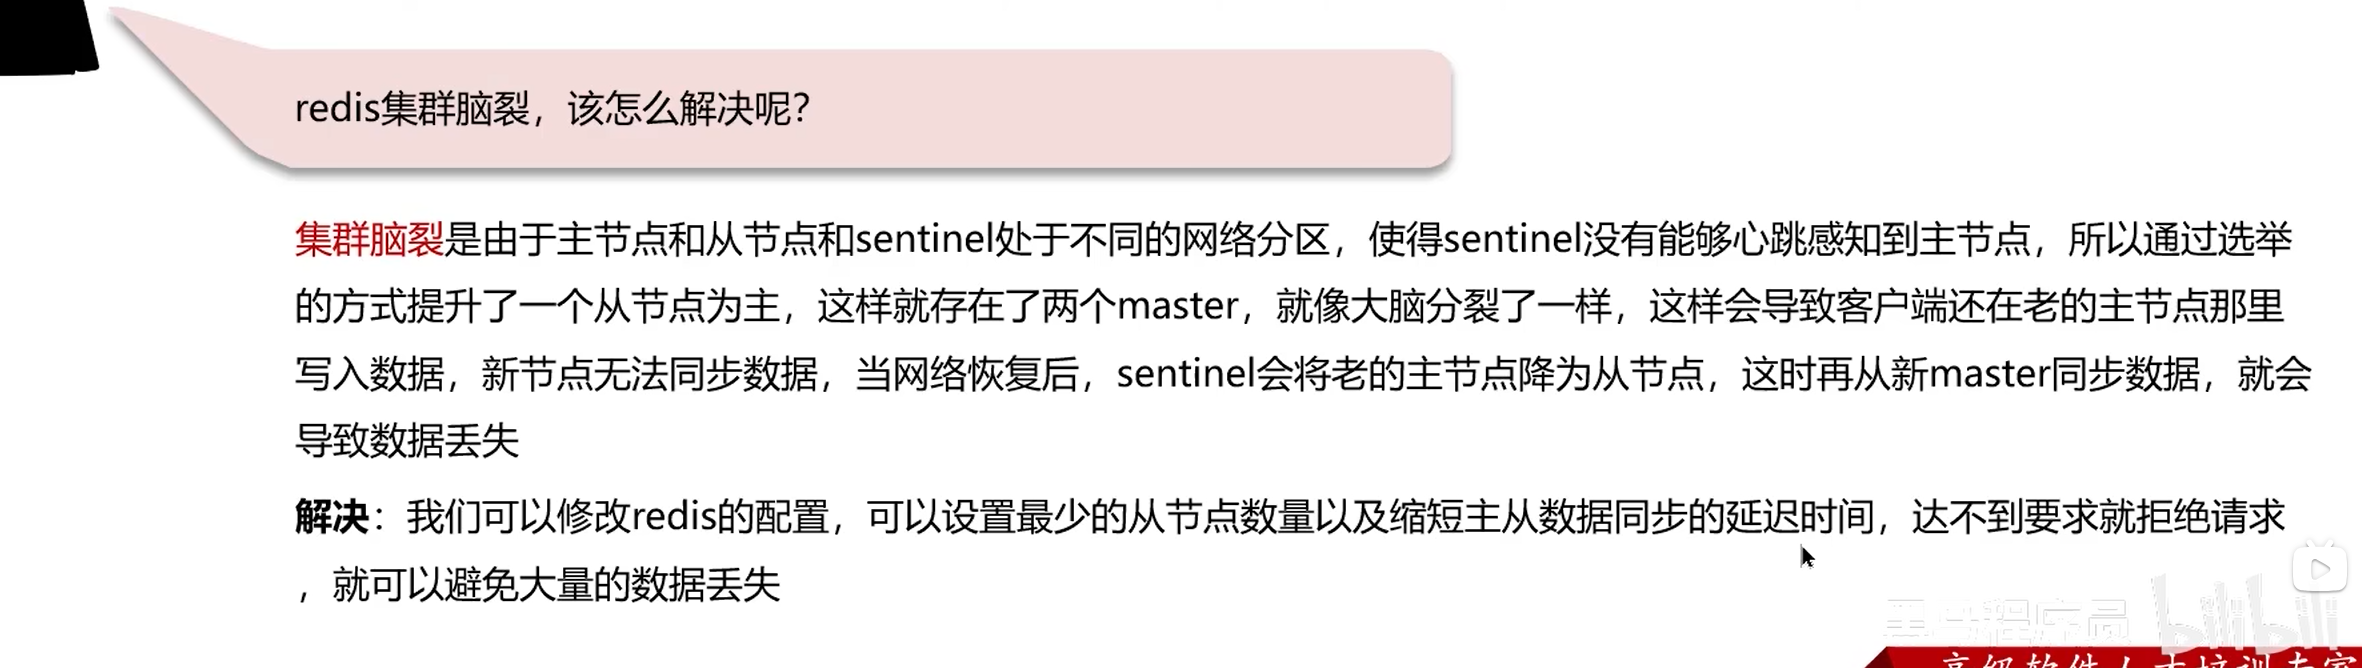 redis集群脑裂，该怎么解决呢？
集群脑裂是由于主节点和从节点和sentinel处于不同的网络分区，使得sentinel没有能够心跳感知到主节点，所以通过选举
的方式提升了一个从节点为主，这样就存在了两个master，就像大脑分裂了一样，这样会导致客户端还在老的主节点那里
写入数据，新节点无法同步数据，当网络恢复后，sentinel会将老的主节点降为从节点，这时再从新master同步数据，就会
导致数据丢失
解决：我们可以修改redis的配置，可以设置最少的从节点数量以及缩短主从数据同步的延迟时间，达不到要求就拒绝请求
，就可以避免大量的数据丢失
黑马程序员 bilibili
高级软件人才培训专家